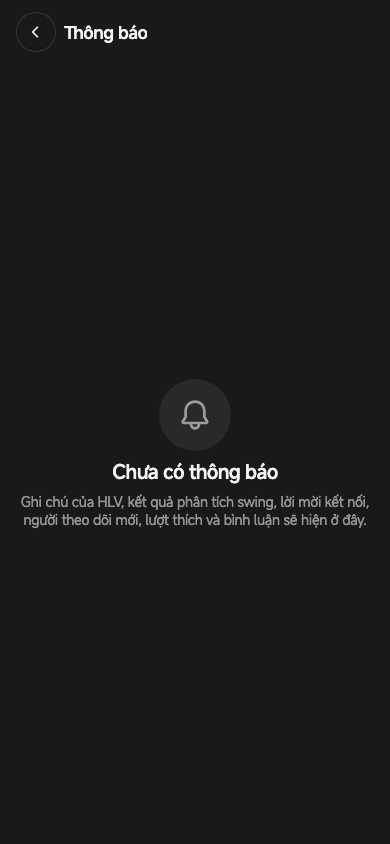 Thông báo
Chưa có thông báo
Ghi chú của HLV, kết quả phân tích swing, lời mời kết nối,
người theo dõi mới, lượt thích và bình luận sẽ hiện ở đây.